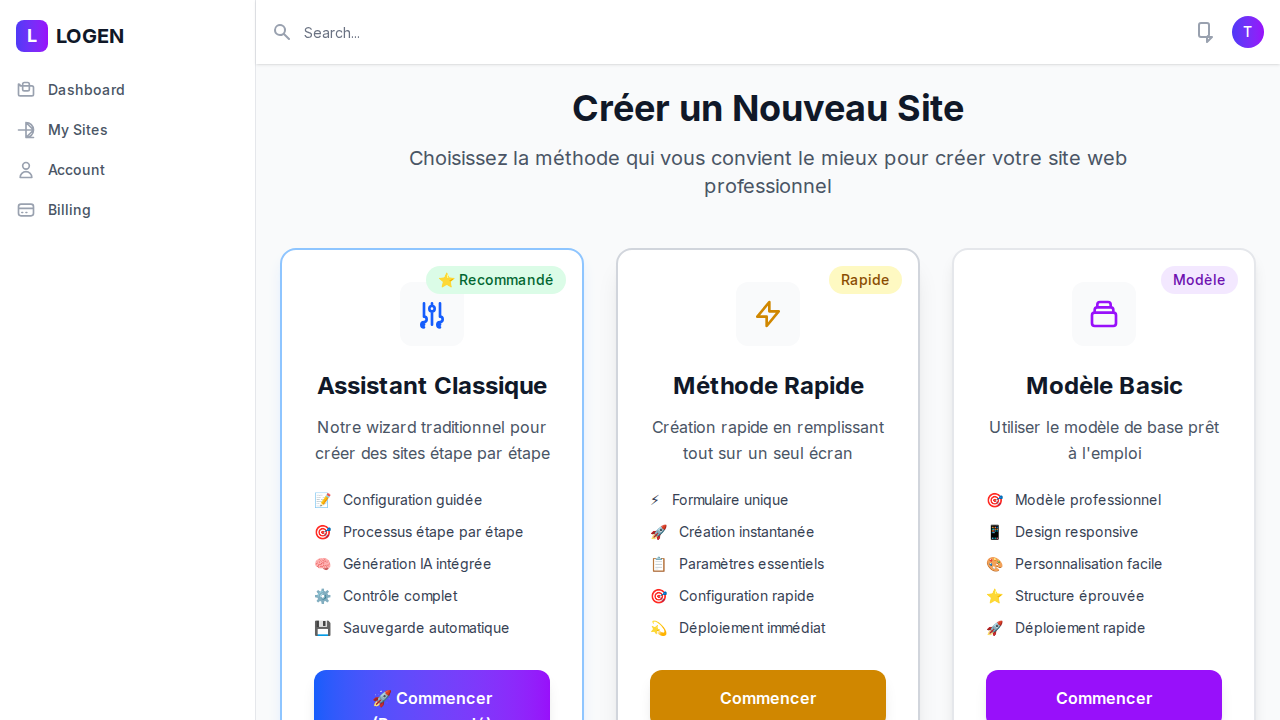 L LOGEN
Search...
T
Dashboard
My Sites
Account
Billing
Créer un Nouveau Site
Choisissez la méthode qui vous convient le mieux pour créer votre site web
professionnel
⭐ Recommandé
Assistant Classique
Notre wizard traditionnel pour
créer des sites étape par étape
📝 Configuration guidée
🎯 Processus étape par étape
🧠 Génération IA intégrée
⚙️ Contrôle complet
💾 Sauvegarde automatique
🚀 Commencer
Rapide
Méthode Rapide
Création rapide en remplissant
tout sur un seul écran
⚡ Formulaire unique
🚀 Création instantanée
📋 Paramètres essentiels
🎯 Configuration rapide
💫 Déploiement immédiat
Commencer
Modèle
Modèle Basic
Utiliser le modèle de base prêt
à l'emploi
🎯 Modèle professionnel
📱 Design responsive
🎨 Personnalisation facile
⭐ Structure éprouvée
🚀 Déploiement rapide
Commencer